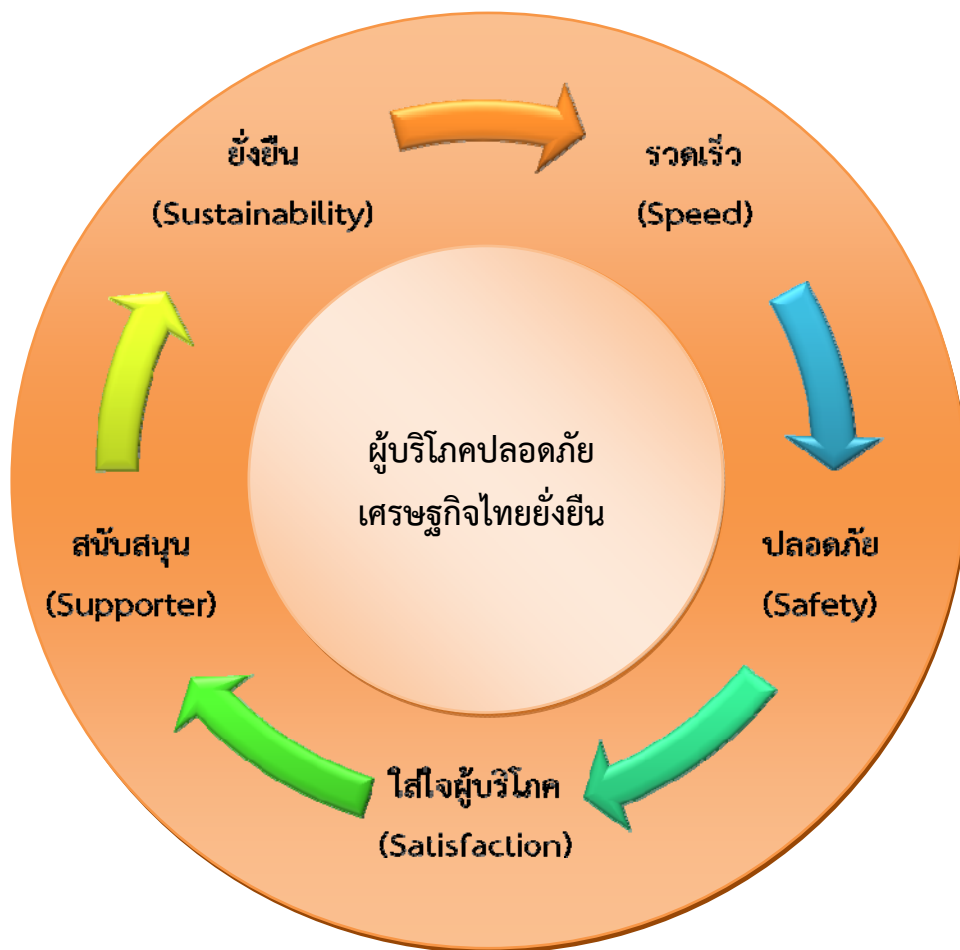 ยั่งยืน
(Sustainability)
รวดเร็ว
(Speed)
ผู้บริโภคปลอดภัย
เศรษฐกิจไทยยั่งยืน
สนับสนุน
(Supporter)
ปลอดภัย
(Safety)
ใส่ใจผู้บริโภค
(Satisfaction)